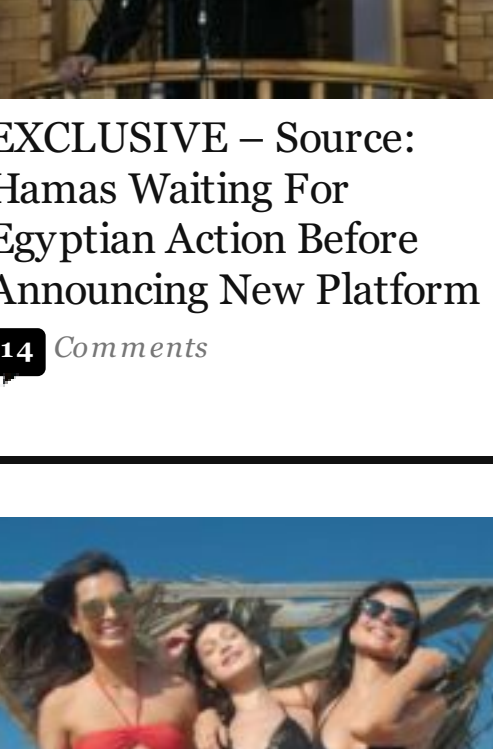 EXCLUSIVE – Source:
Hamas Waiting For
Egyptian Action Before
Announcing New Platform
14 Comments